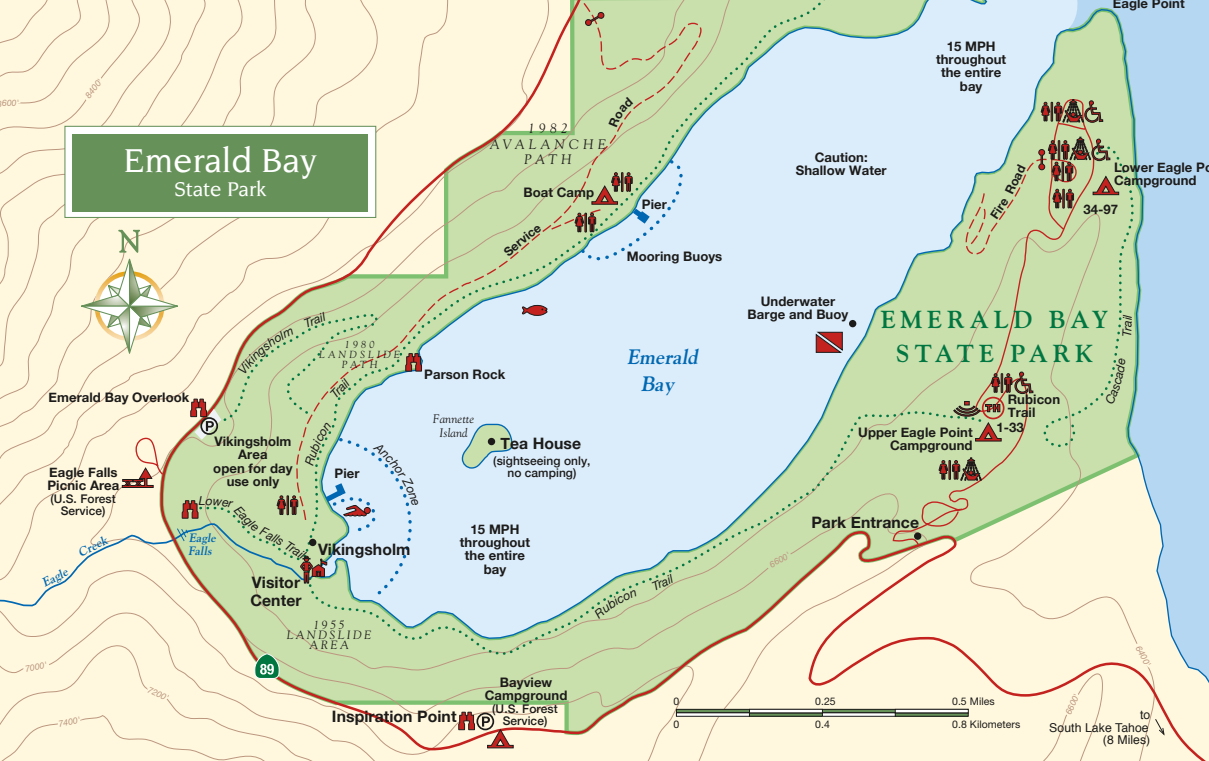 Eagle Point
15 MPH
throughout
the entire
bay
8400'
8600'
Emerald Bay
State Park
N
1982
AVALANCHE
PATH
Road
Boat Camp
Pier
Service
Mooring Buoys
Caution:
Shallow Water
Fire Road
Lower Eagle Po
Campground
34-97
Underwater
Barge and Buoy
EMERALD BAY
STATE PARK
Emerald
Bay
Vikingsholm Trail
1980
LANDSLIDE
PATH
Parson Rock
Trail
Rubicon
Emerald Bay Overlook
P
Vikingsholm
Area
open for day
use only
Eagle Falls
Picnic Area
(U.S. Forest
Service)
Fannette
Island
Tea House
(sightseeing only,
no camping)
Anchor Zone
Pier
Lower Eagle Falls Trail
Eagle
Falls
Eagle Creek
Vikingsholm
Visitor
Center
15 MPH
throughout
the entire
bay
TH
Rubicon
Trail
1-33
Upper Eagle Point
Campground
Cascade Trail
Park Entrance
6600'
Rubicon Trail
1955
LANDSLIDE
AREA
89
7000'
7200'
7400'
Bayview
Campground
(U.S. Forest
Service)
Inspiration Point
P
0 0.25 0.5 Miles
0 0.4 0.8 Kilometers
6400'
6600'
to
South Lake Tahoe
(8 Miles)